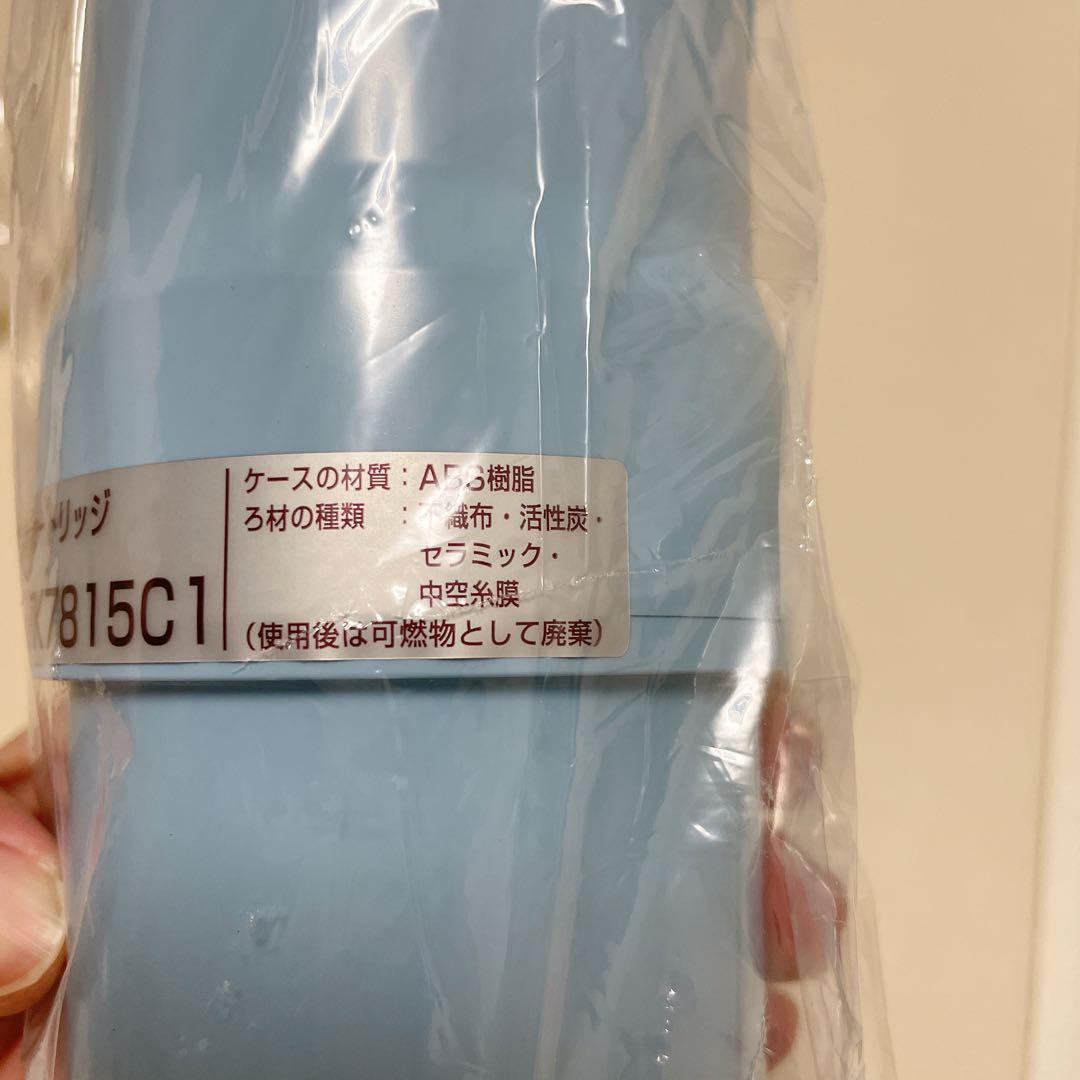 トリッジ
7815C1
ケースの材質：ABS樹脂
ろ材の種類　：不織布・活性炭・
セラミック・
中空糸膜
（使用後は可燃物として廃棄）